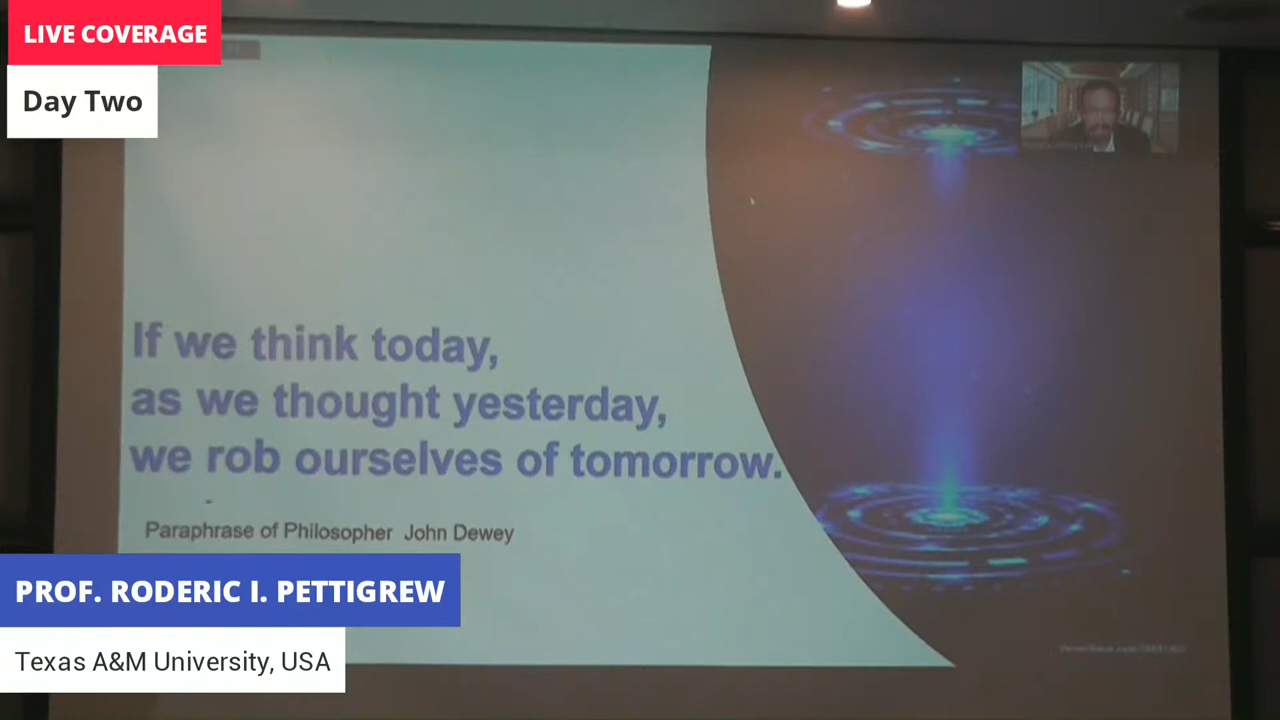 LIVE COVERAGE
Day Two
If we think today,
as we thought yesterday,
we rob ourselves of tomorrow.
Paraphrase of Philosopher John Dewey
PROF. RODERIC I. PETTIGREW
Texas A&M University, USA